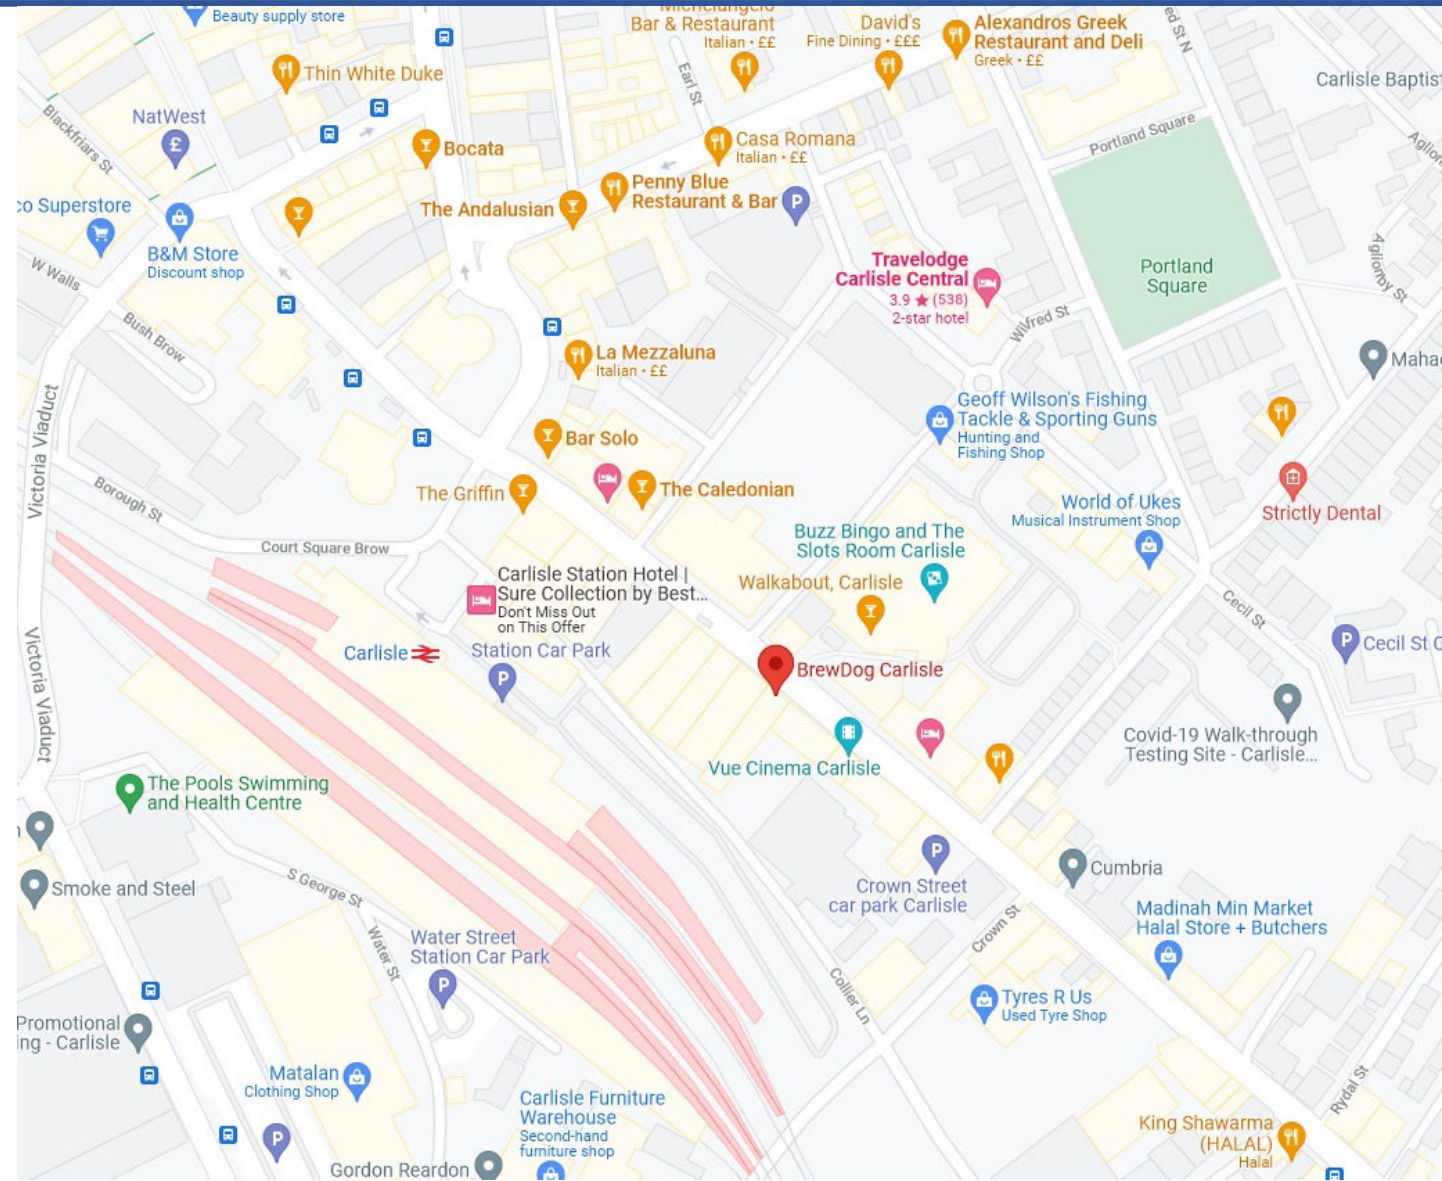 Beauty supply store
Michelangelo
Bar & Restaurant
Italian • ££
David's
Fine Dining • £££
Alexandros Greek
Restaurant and Deli
Greek • ££
ed St N
Carlisle Baptist
Thin White Duke
Earl St
Blackfriars St
NatWest
Bocata
Casa Romana
Italian • ££
Portland Square
Penny Blue
Restaurant & Bar
P
The Andalusian
co Superstore
B&M Store
Discount shop
W Walls
Travelodge
Carlisle Central
3.9 ★ (538)
2-star hotel
Portland
Square
Aglionby St
Wilfred St
Bush Brow
La Mezzaluna
Italian • ££
Geoff Wilson's Fishing
Tackle & Sporting Guns
Hunting and
Fishing Shop
Victoria Viaduct
Bar Solo
The Griffin
The Caledonian
Borough St
World of Ukes
Musical Instrument Shop
Strictly Dental
Court Square Brow
Buzz Bingo and The
Slots Room Carlisle
Walkabout, Carlisle
Carlisle Station Hotel |
Sure Collection by Best...
Don't Miss Out
on This Offer
Cecil St
Carlisle
Station Car Park
P
BrewDog Carlisle
P
Cecil St C
Victoria Viaduct
Covid-19 Walk-through
Testing Site - Carlisle...
Vue Cinema Carlisle
The Pools Swimming
and Health Centre
Smoke and Steel
S George St
P
Crown Street
car park Carlisle
Cumbria
Madinah Min Market
Halal Store + Butchers
Crown St
Water St
Water Street
Station Car Park
P
Collier Ln
Tyres R Us
Used Tyre Shop
Promotional
ing - Carlisle
Matalan
Clothing Shop
P
Carlisle Furniture
Warehouse
Second-hand
furniture shop
Gordon Reardon
Rydal St
King Shawarma
(HALAL)
Halal